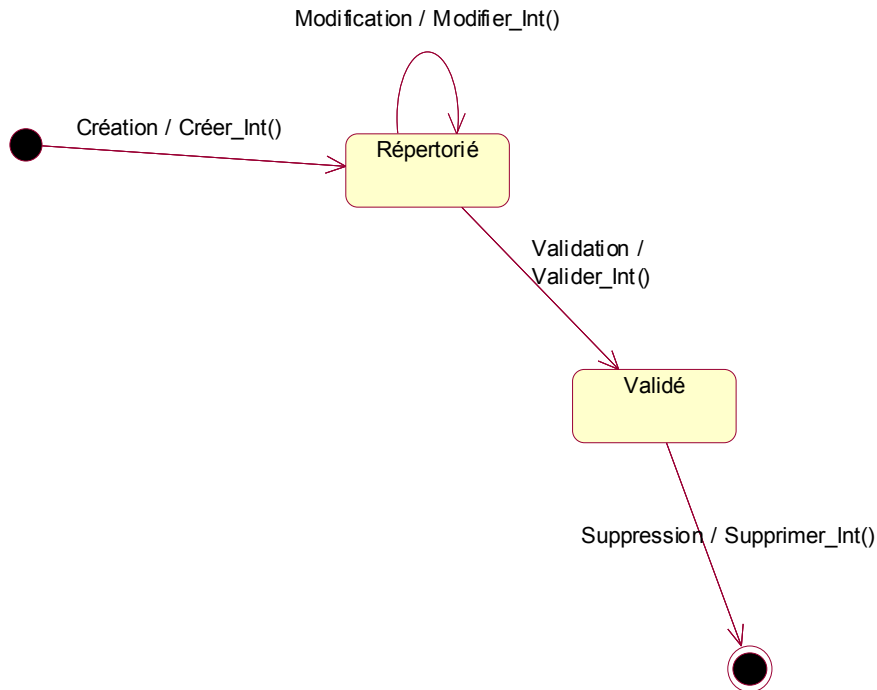 Modification / Modifier_Int()
Création / Créer_Int()
Répertorié
Validation /
Valider_Int()
Validé
Suppression / Supprimer_Int()